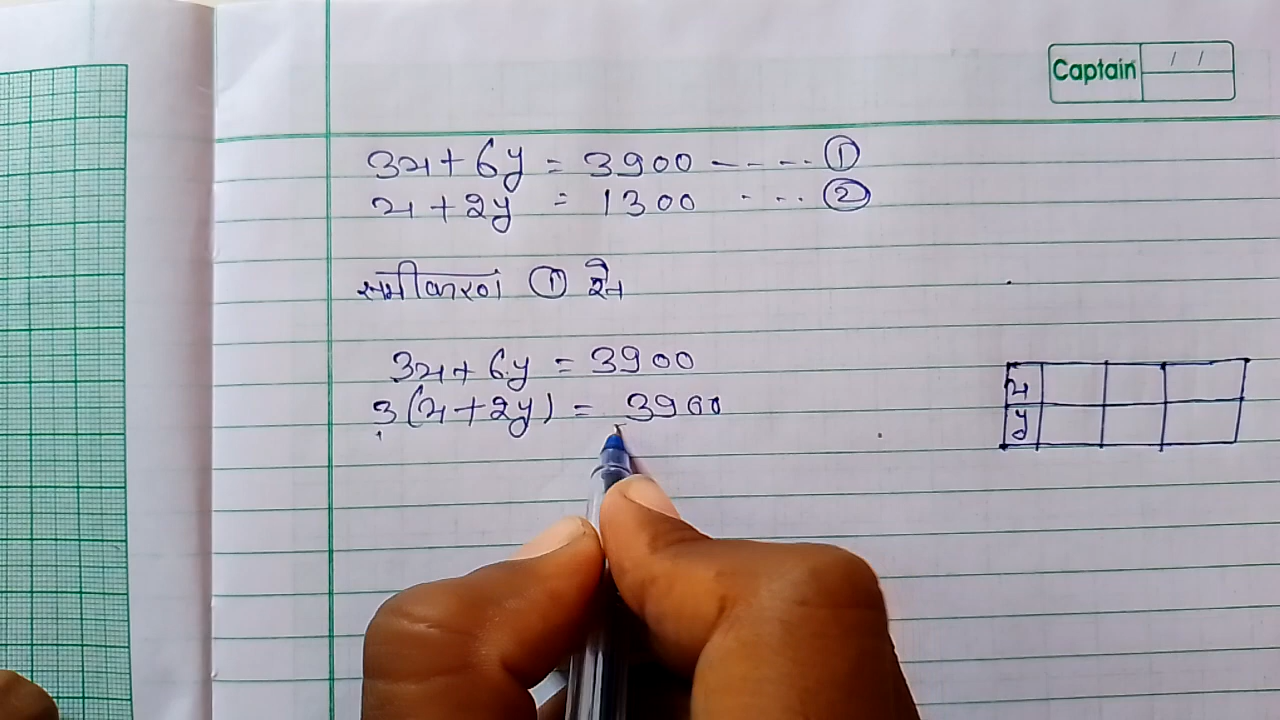 Captain / /
3x + 6y = 3900 ---- ①
x + 2y = 1300 ... ②
समीकरण ① से
3x + 6y = 3900
3(x + 2y) = 3900
x
y